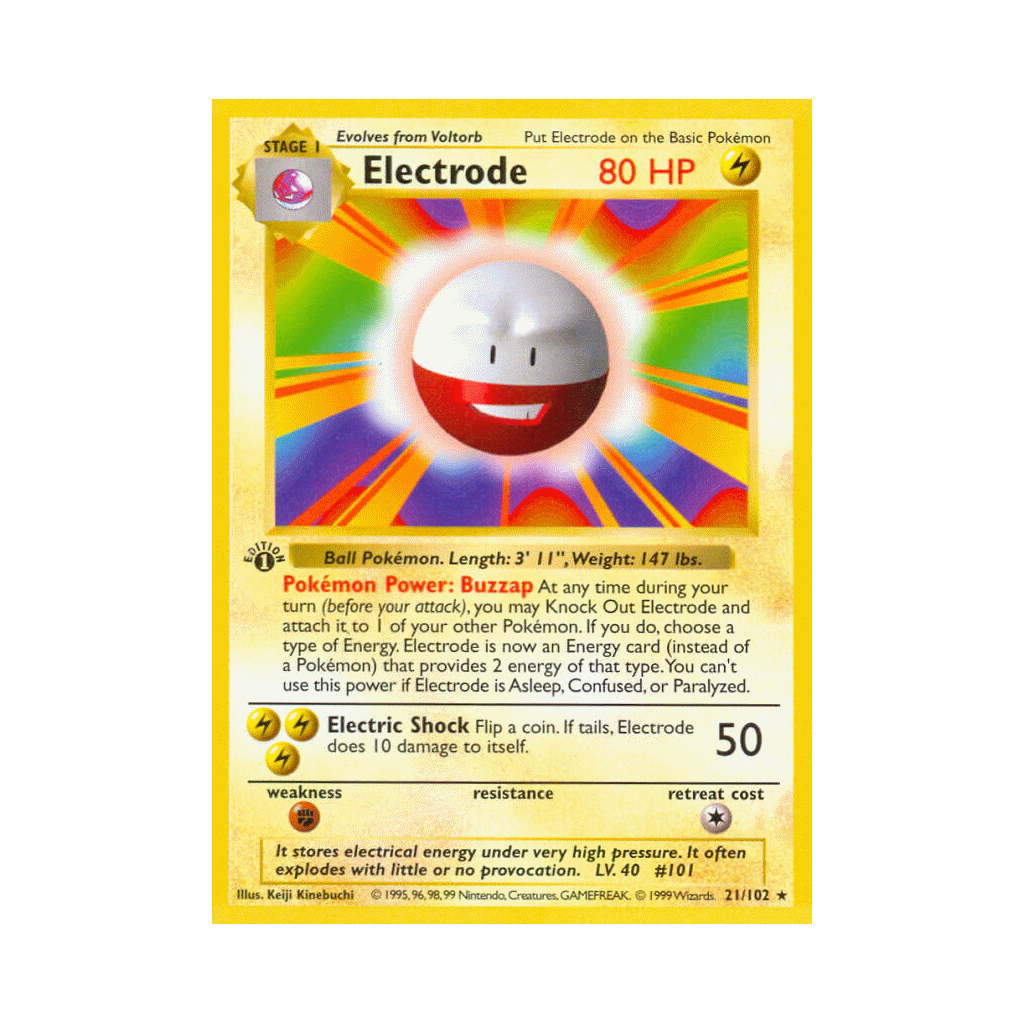 Evolves from Voltorb Put Electrode on the Basic Pokémon
STAGE 1
Electrode 80 HP
EDITION
1
Ball Pokémon. Length: 3' 11", Weight: 147 lbs.
Pokémon Power: Buzzap At any time during your
turn (before your attack), you may Knock Out Electrode and
attach it to 1 of your other Pokémon. If you do, choose a
type of Energy. Electrode is now an Energy card (instead of
a Pokémon) that provides 2 energy of that type. You can't
use this power if Electrode is Asleep, Confused, or Paralyzed.
Electric Shock Flip a coin. If tails, Electrode
does 10 damage to itself.
50
weakness resistance retreat cost
It stores electrical energy under very high pressure. It often
explodes with little or no provocation. LV. 40 #101
Illus. Keiji Kinebuchi © 1995, 96, 98, 99 Nintendo, Creatures, GAMEFREAK. © 1999 Wizards. 21/102 ★